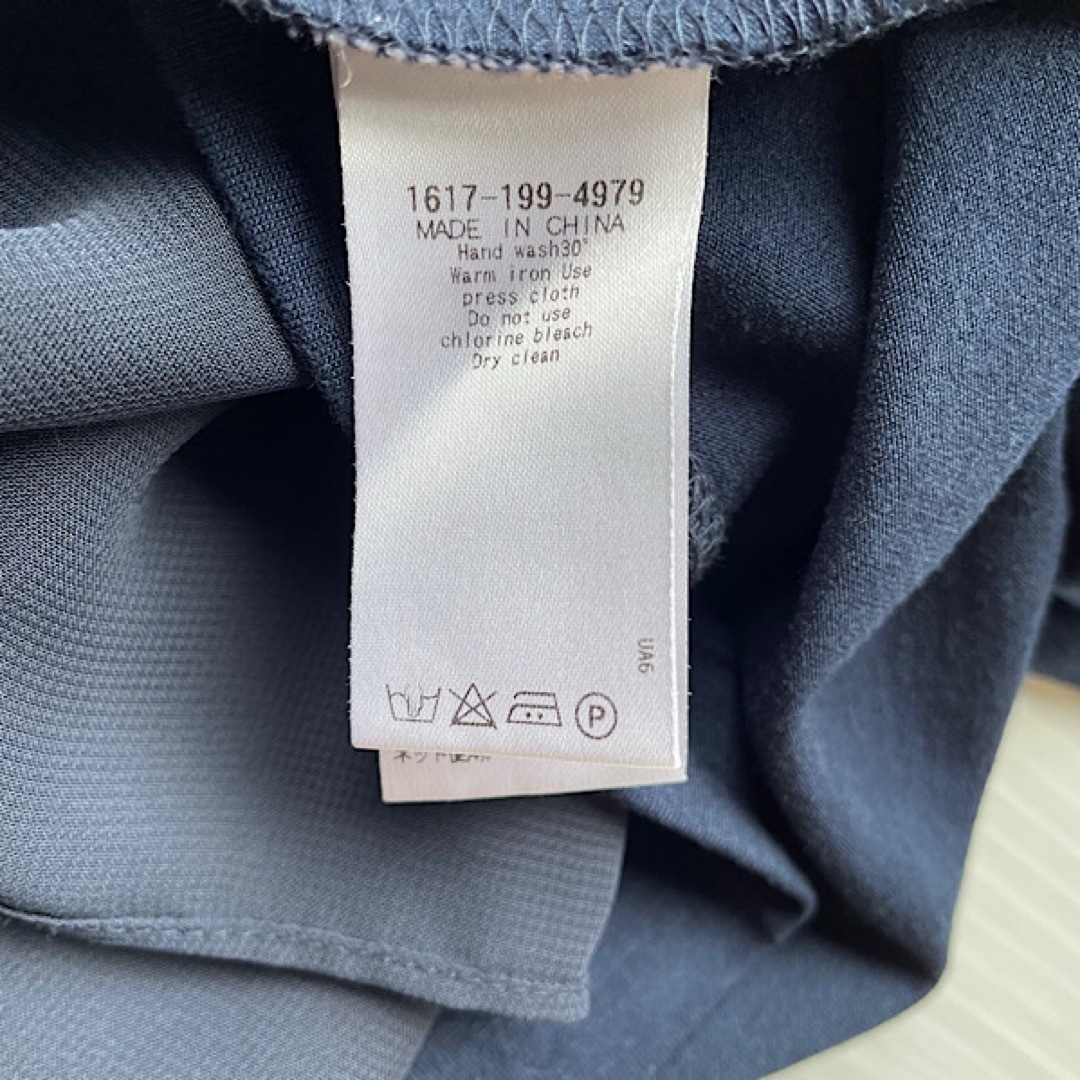 1617-199-4979
MADE IN CHINA
Hand wash30°
Warm iron Use
press cloth
Do not use
chlorine bleach
Dry clean
UA6
P